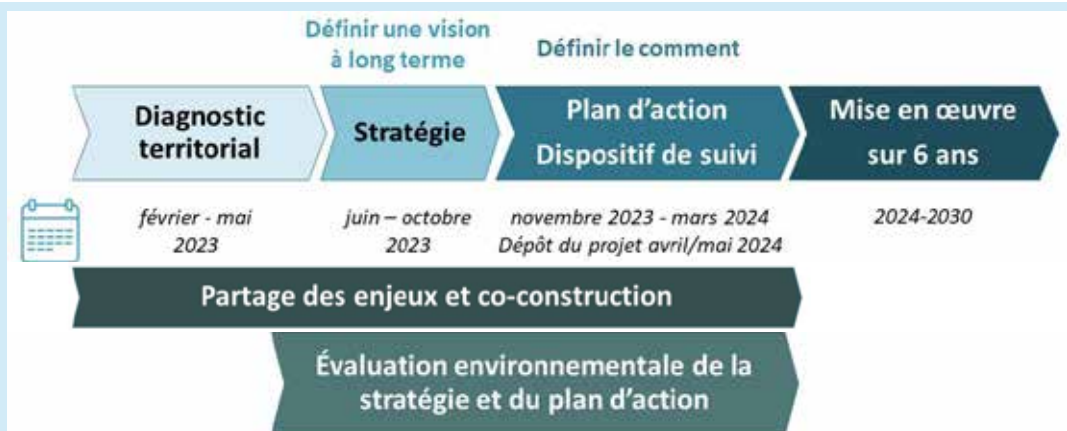 Définir une vision
à long terme
Définir le comment
Diagnostic
territorial
Stratégie
Plan d'action
Dispositif de suivi
Mise en œuvre
sur 6 ans
février - mai
2023
juin – octobre
2023
novembre 2023 - mars 2024
Dépôt du projet avril/mai 2024
2024-2030
Partage des enjeux et co-construction
Évaluation environnementale de la
stratégie et du plan d'action